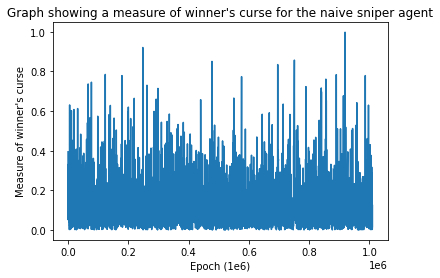 Graph showing a measure of winner's curse for the naive sniper agent
Measure of winner's curse
1.0
0.8
0.6
0.4
0.2
0.0
0.0 0.2 0.4 0.6 0.8 1.0
1e6
Epoch (1e6)